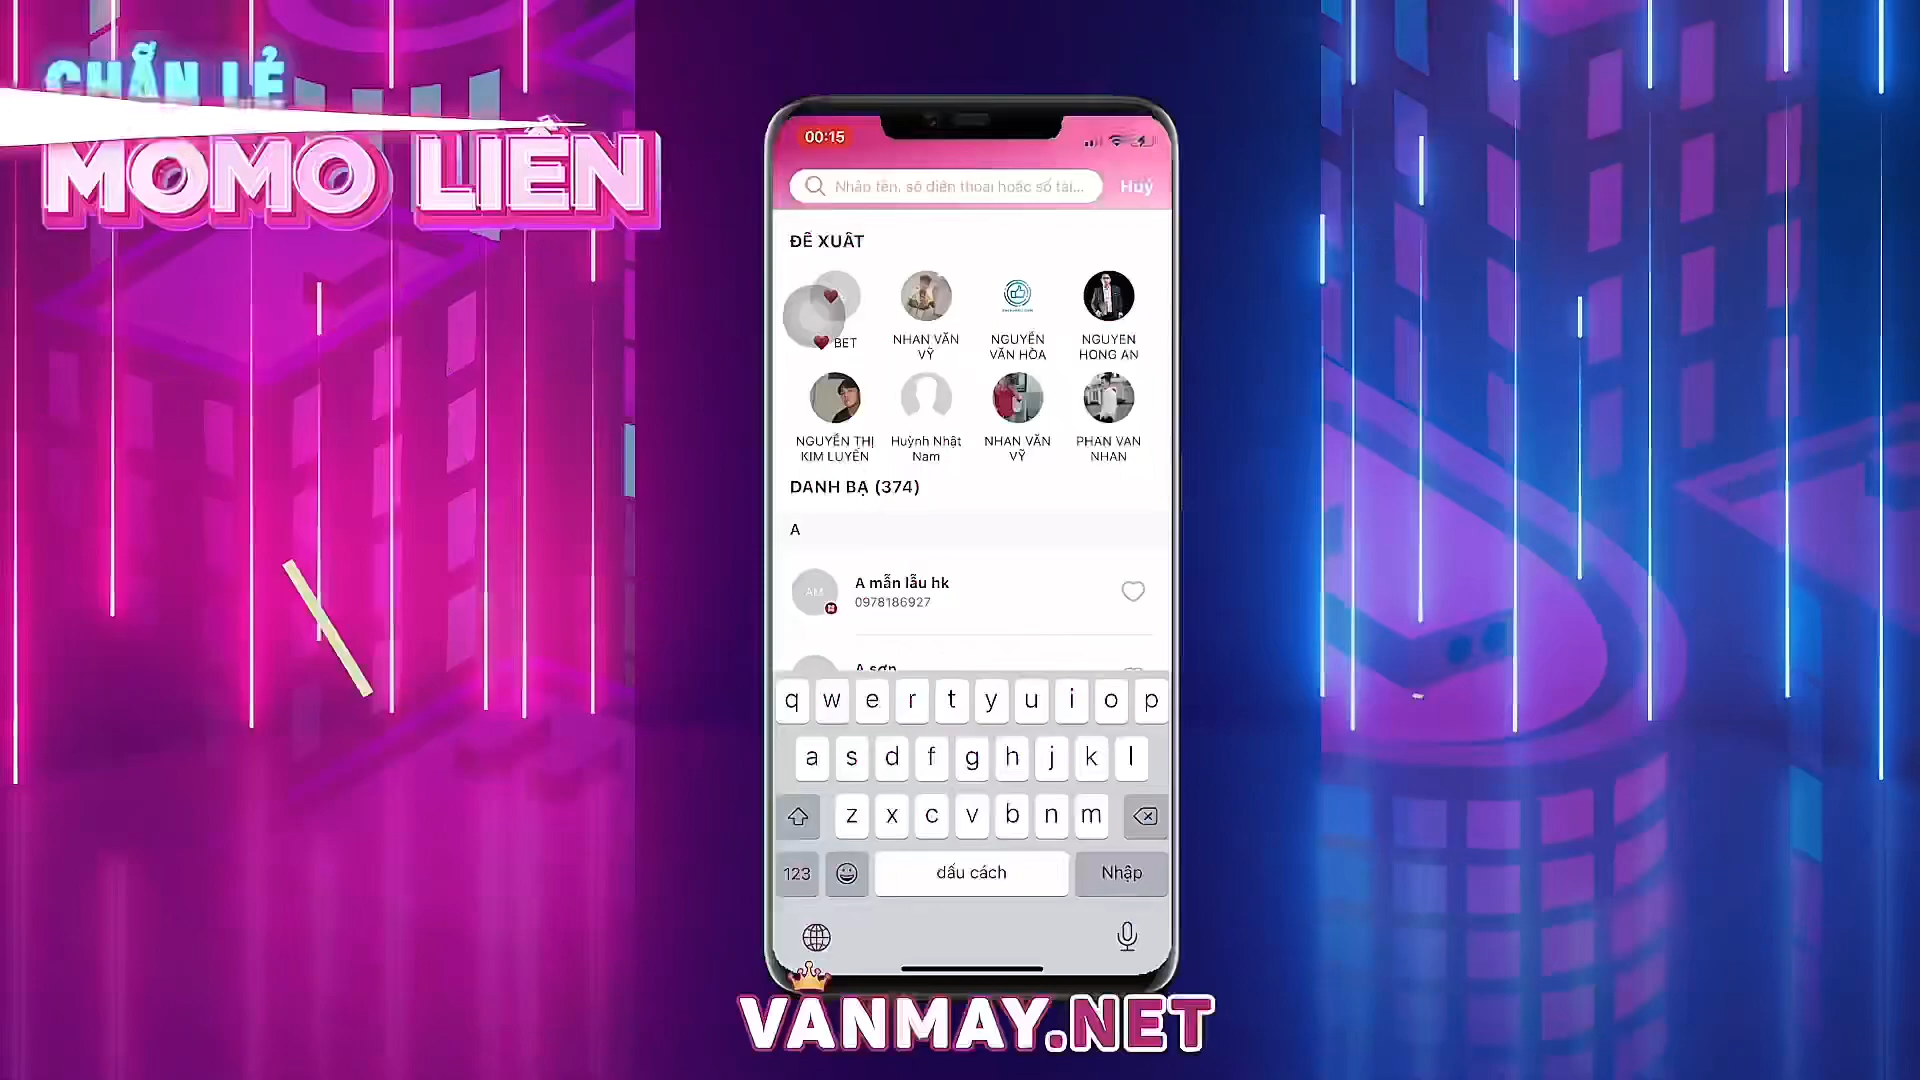 CHẴN LẺ
MOMO LIỀN
00:15
Nhập tên, số điện thoại hoặc số tài...
Huỷ
ĐỀ XUẤT
BET
NHAN VĂN VỸ
NGUYỄN VĂN HÒA
NGUYEN HONG AN
NGUYỄN THỊ KIM LUYẾN
Huỳnh Nhật Nam
NHAN VĂN VỸ
PHAN VAN NHAN
DANH BẠ (374)
A
AM
A mẫn lẩu hk
0978186927
A sơn
q w e r t y u i o p
a s d f g h j k l
z x c v b n m
123
dấu cách
Nhập
VANMAY.NET